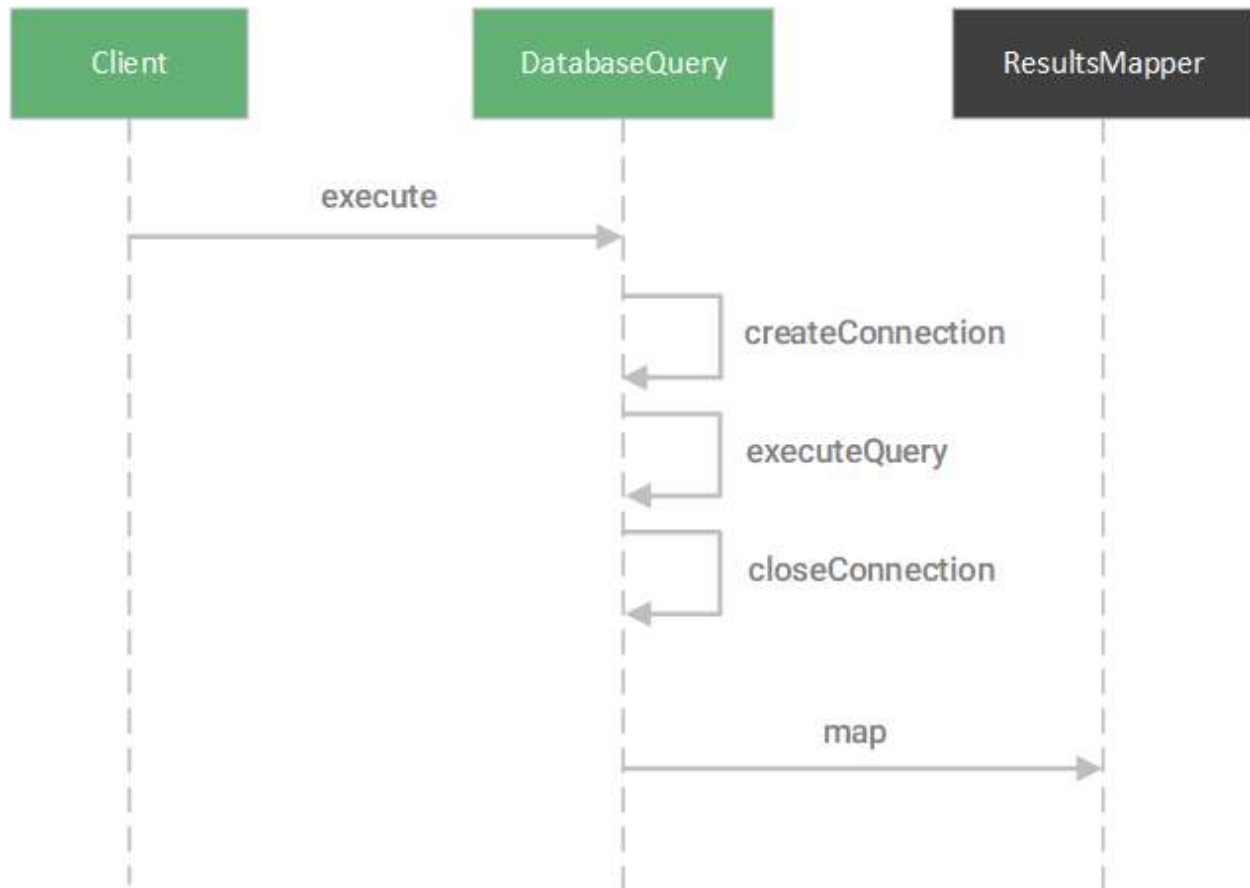 Client
DatabaseQuery
ResultsMapper
execute
createConnection
executeQuery
closeConnection
map